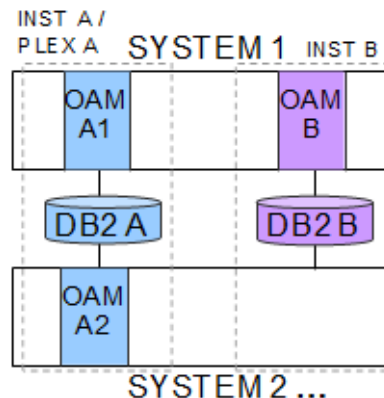 INST A /
PLEX A
SYSTEM 1
INST B
OAM
A1
OAM
B
DB2 A
DB2 B
OAM
A2
SYSTEM 2 ...